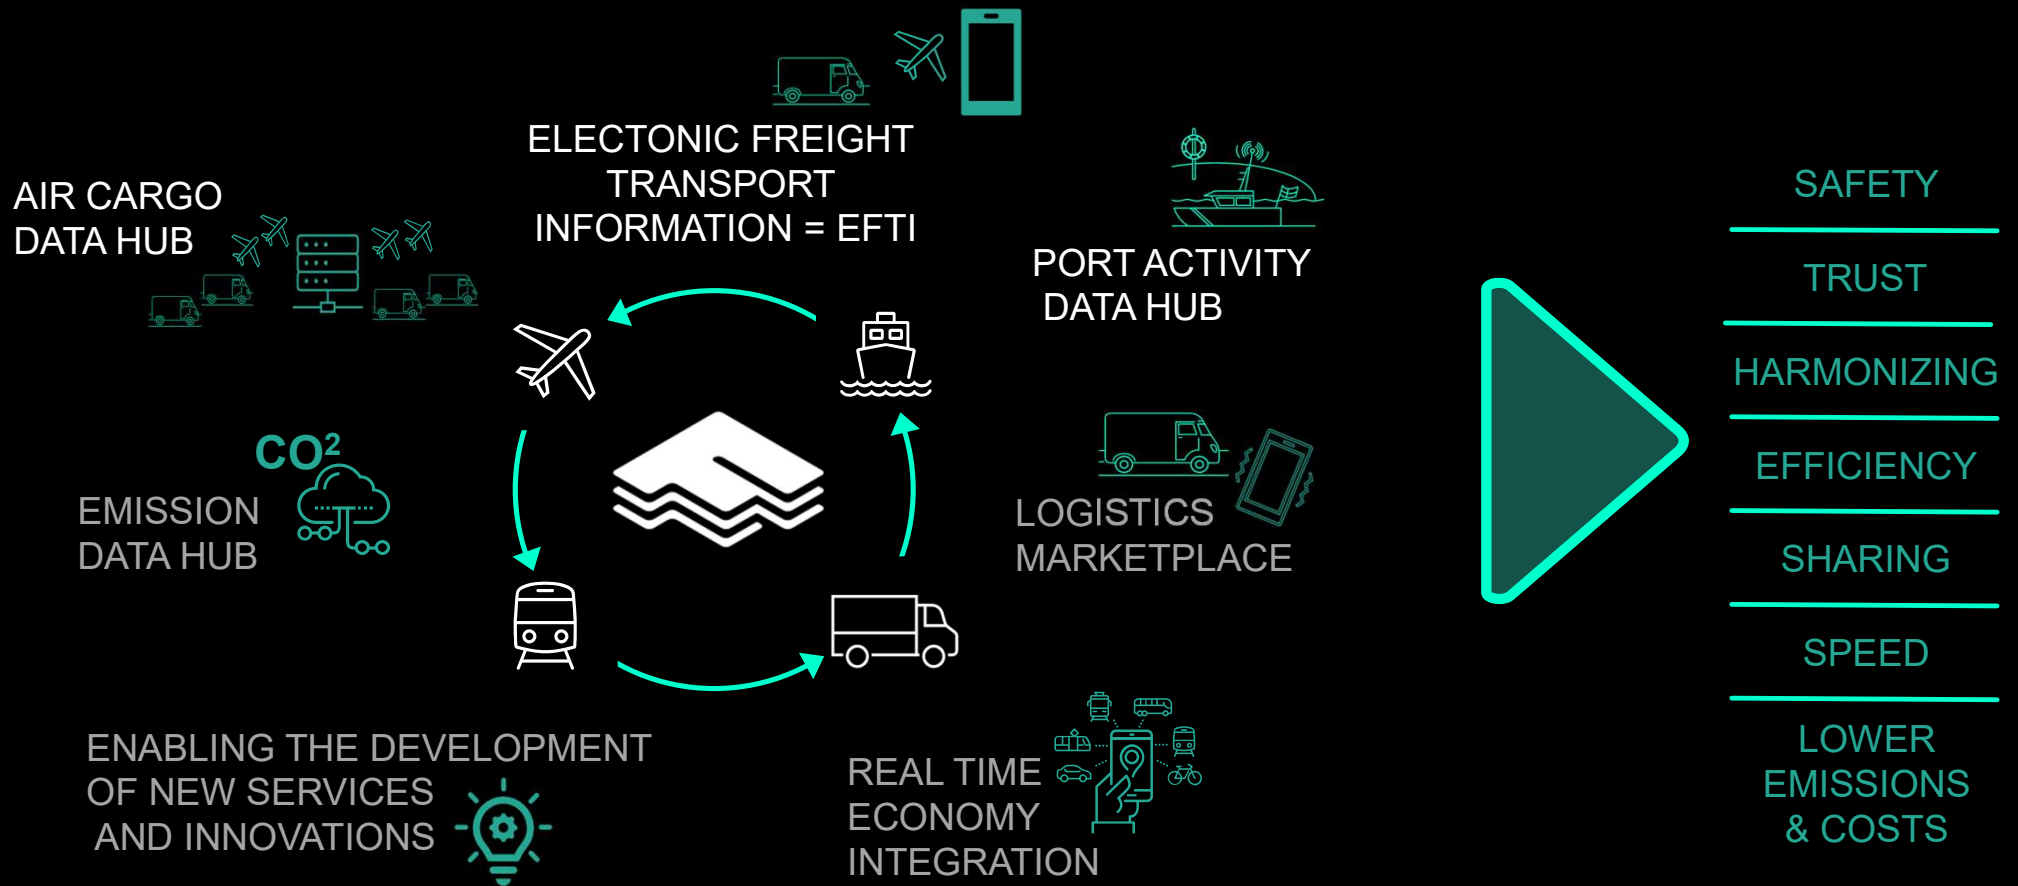 ELECTONIC FREIGHT
TRANSPORT
INFORMATION = EFTI
AIR CARGO
DATA HUB
PORT ACTIVITY
DATA HUB
CO²
EMISSION
DATA HUB
LOGISTICS
MARKETPLACE
ENABLING THE DEVELOPMENT
OF NEW SERVICES
AND INNOVATIONS
REAL TIME
ECONOMY
INTEGRATION
SAFETY
TRUST
HARMONIZING
EFFICIENCY
SHARING
SPEED
LOWER
EMISSIONS
& COSTS